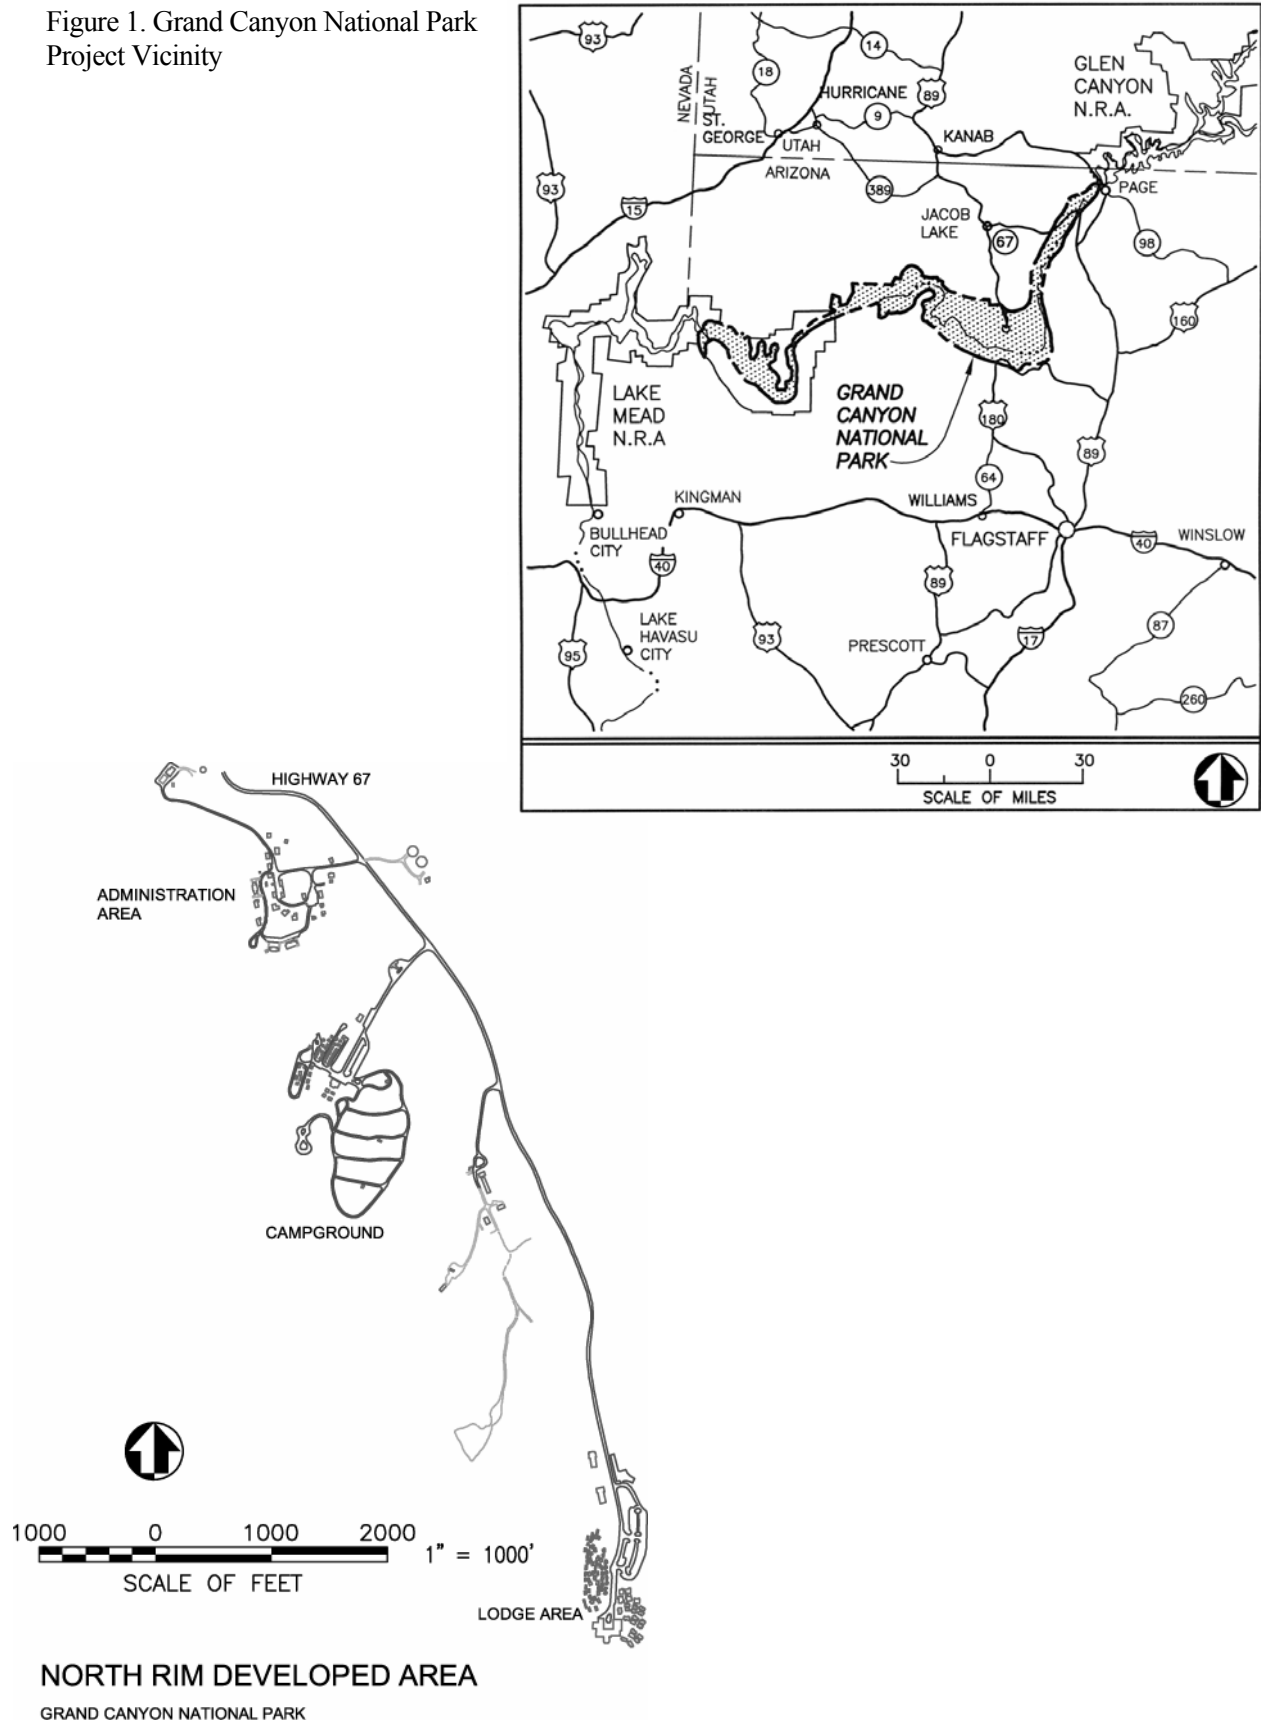 Figure 1. Grand Canyon National Park
Project Vicinity
93
14
18
NEVADA
UTAH
HURRICANE
89
GLEN
CANYON
N.R.A.
9
ST.
GEORGE
UTAH
KANAB
ARIZONA
93
15
389
PAGE
JACOB
LAKE
67
98
160
LAKE
MEAD
N.R.A
GRAND
CANYON
NATIONAL
PARK
180
89
64
KINGMAN
WILLIAMS
BULLHEAD
CITY
FLAGSTAFF
40
WINSLOW
40
89
LAKE
HAVASU
CITY
93
87
95
PRESCOTT
17
260
30 0 30
SCALE OF MILES
HIGHWAY 67
ADMINISTRATION
AREA
CAMPGROUND
1000 0 1000 2000
1" = 1000'
SCALE OF FEET
LODGE AREA
NORTH RIM DEVELOPED AREA
GRAND CANYON NATIONAL PARK